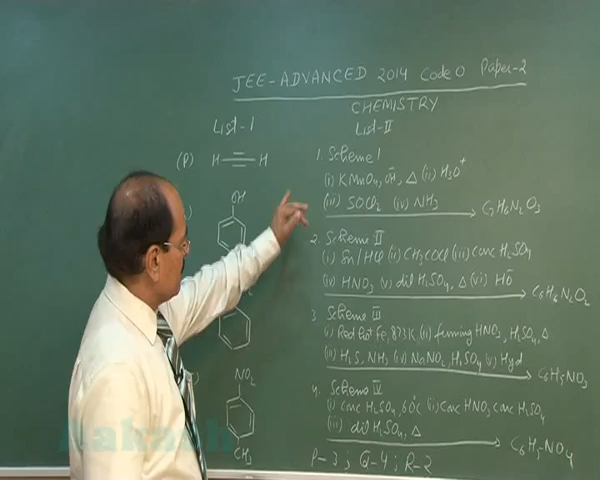 JEE-ADVANCED 2014 Code 0 Paper-2
CHEMISTRY
List-I List-II
(P) H H
OH
NO2
CH3
1. Scheme I
(i) KMnO4, OH̄, △ (ii) H3O+
(iii) SOCl2 (iv) NH3 C7H6N2O3
2. Scheme II
(i) Sn/HCl (ii) CH3COCl (iii) conc H2SO4
(iv) HNO3 (v) dil H2SO4, △ (vi) HŌ C6H6N2O2
3 Scheme III
(i) Red hot Fe, 873K (ii) fuming HNO3, H2SO4, △
(iii) H2S, NH3 (iv) NaNO2, H2SO4 (v) Hyd C6H5NO3
4. Scheme IV
(i) conc H2SO4, 60°C (ii) Conc HNO3 conc H2SO4
(iii) dil H2SO4, △ C6H5-NO4
P-3 ; Q-4 ; R-2
Aakash